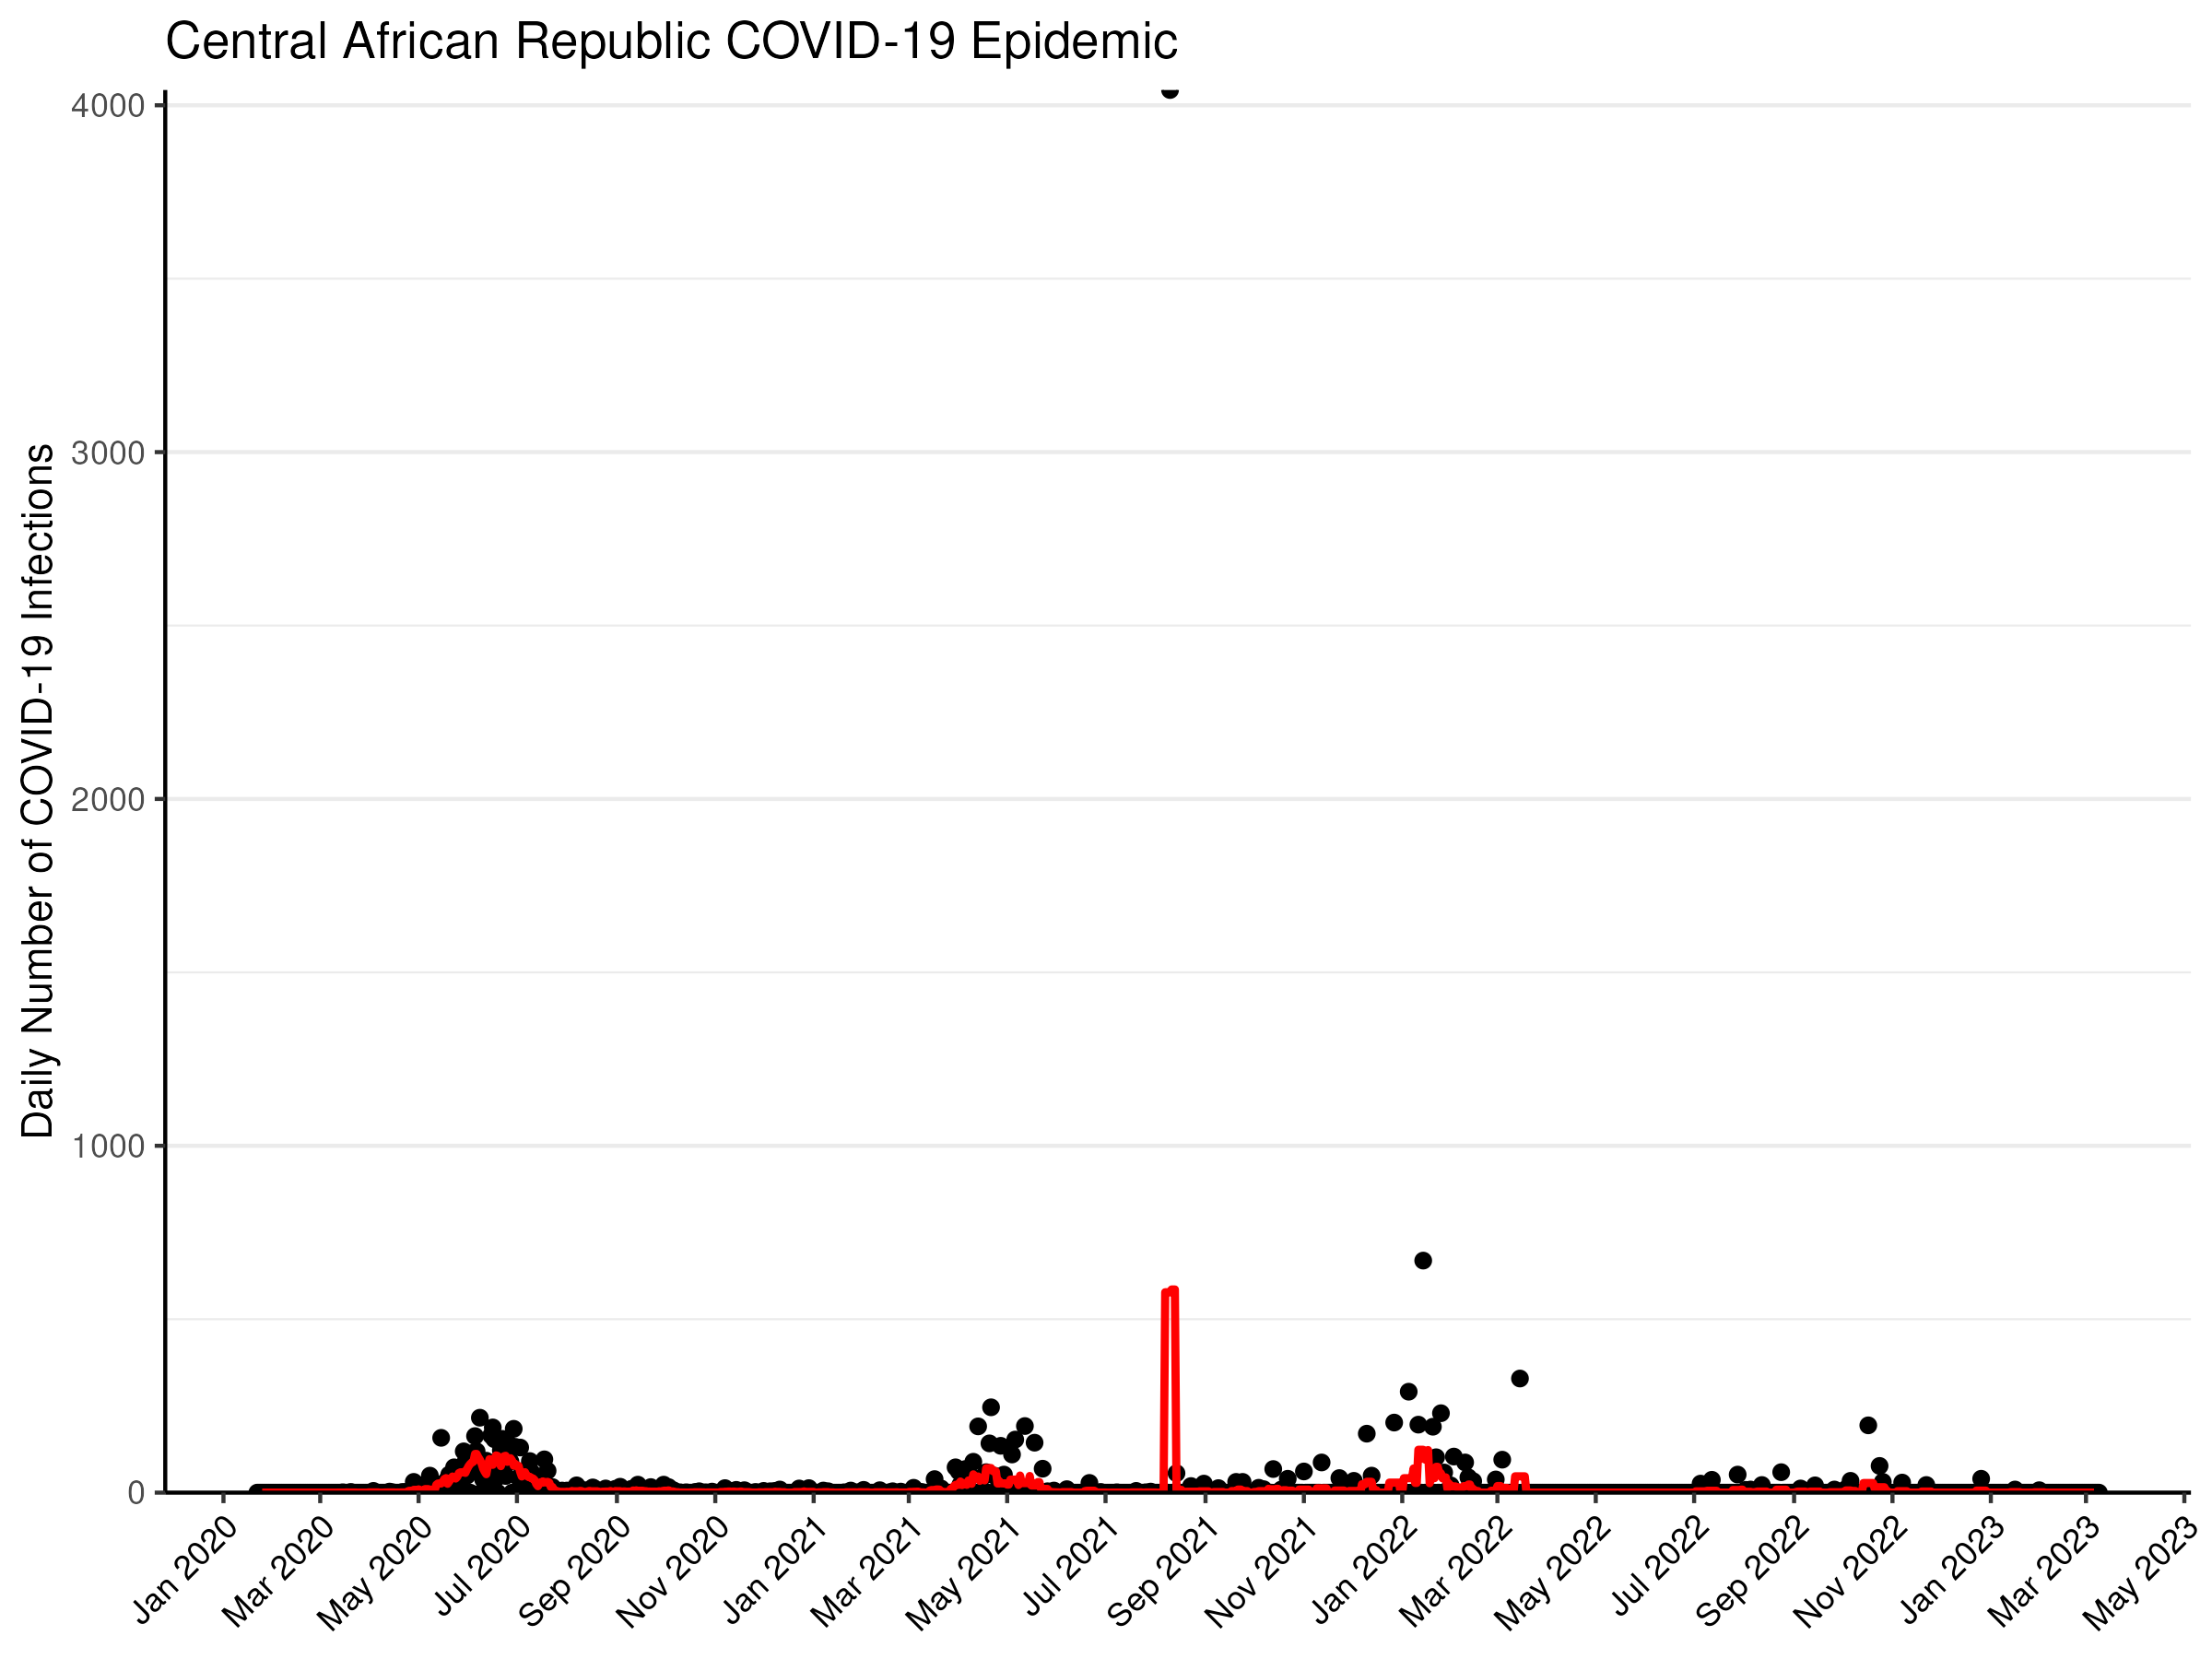 Central African Republic COVID-19 Epidemic
Daily Number of COVID-19 Infections
4000
3000
2000
1000
0
Jan 2020
Mar 2020
May 2020
Jul 2020
Sep 2020
Nov 2020
Jan 2021
Mar 2021
May 2021
Jul 2021
Sep 2021
Nov 2021
Jan 2022
Mar 2022
May 2022
Jul 2022
Sep 2022
Nov 2022
Jan 2023
Mar 2023
May 2023